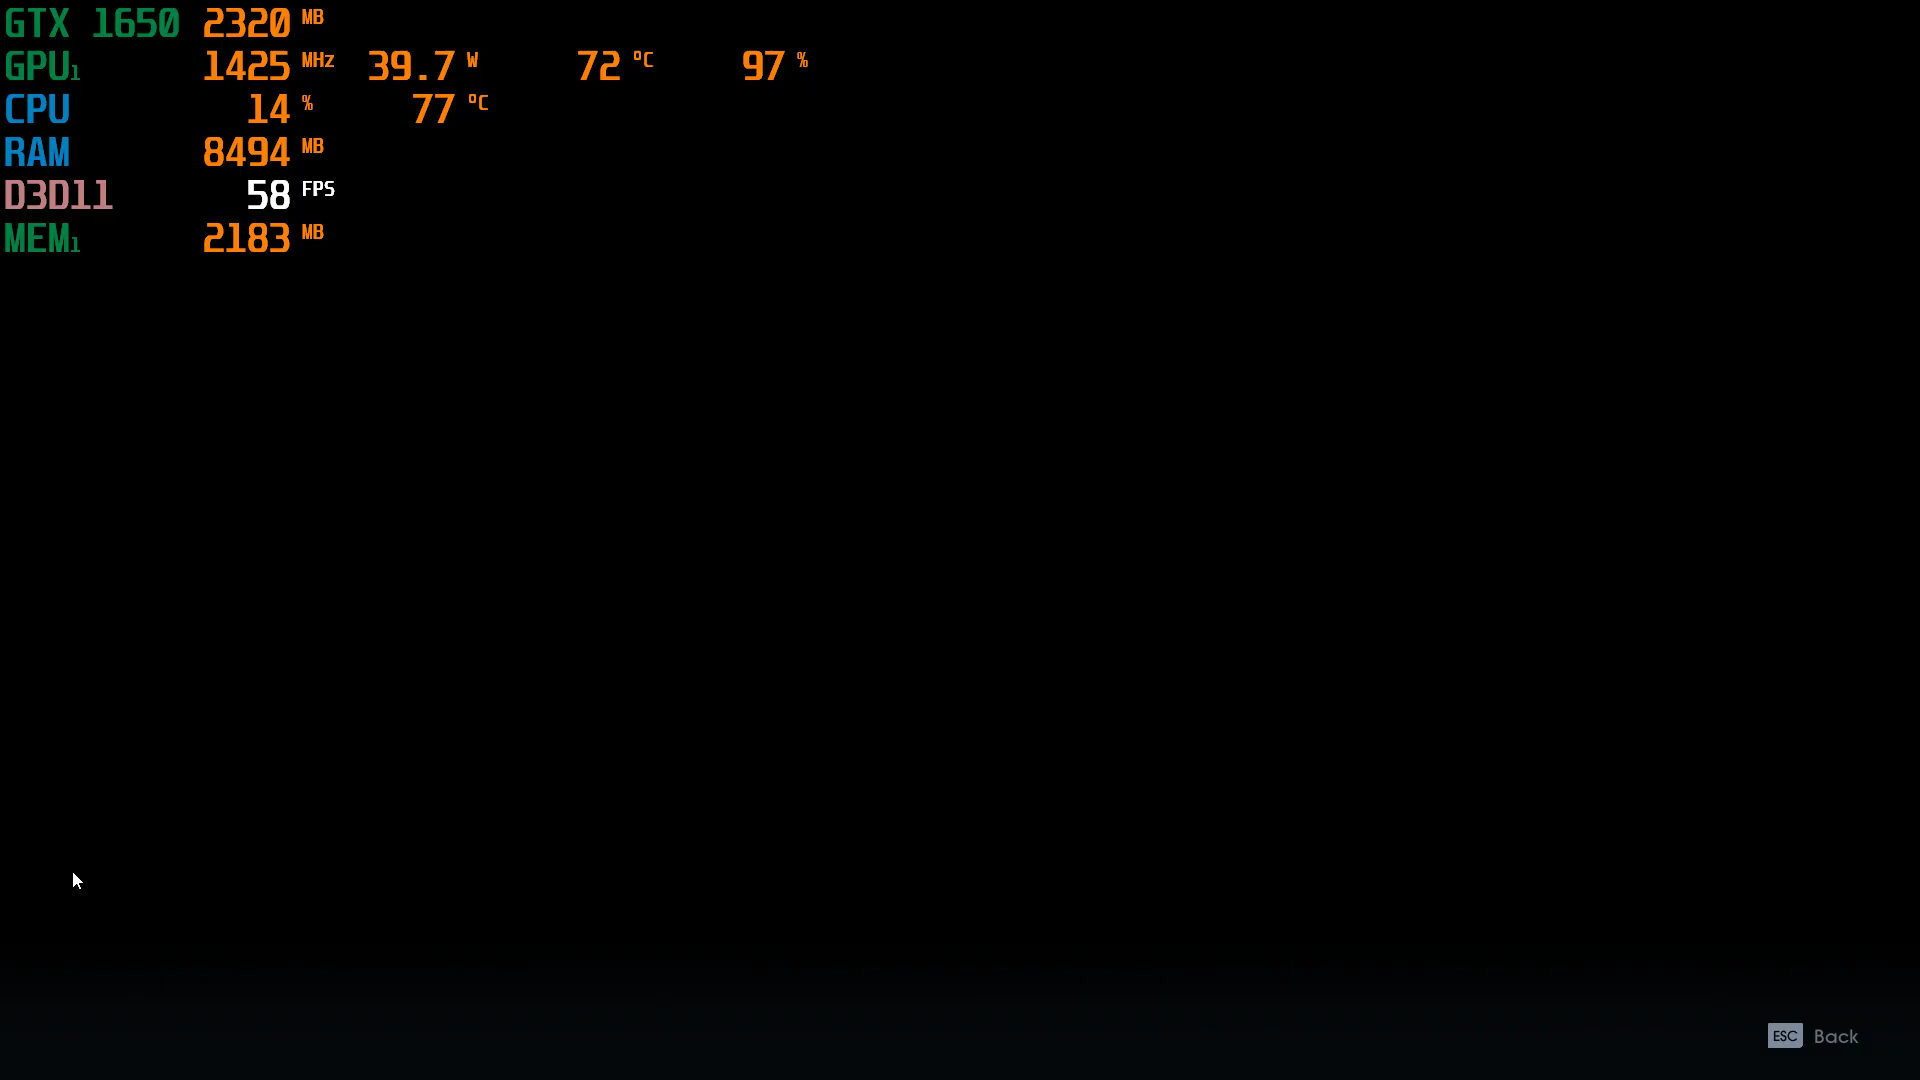 GTX 1650 2320 MB
GPU1 1425 MHz 39.7 W 72 °C 97 %
CPU 14 % 77 °C
RAM 8494 MB
D3D11 58 FPS
MEM1 2183 MB
ESC Back